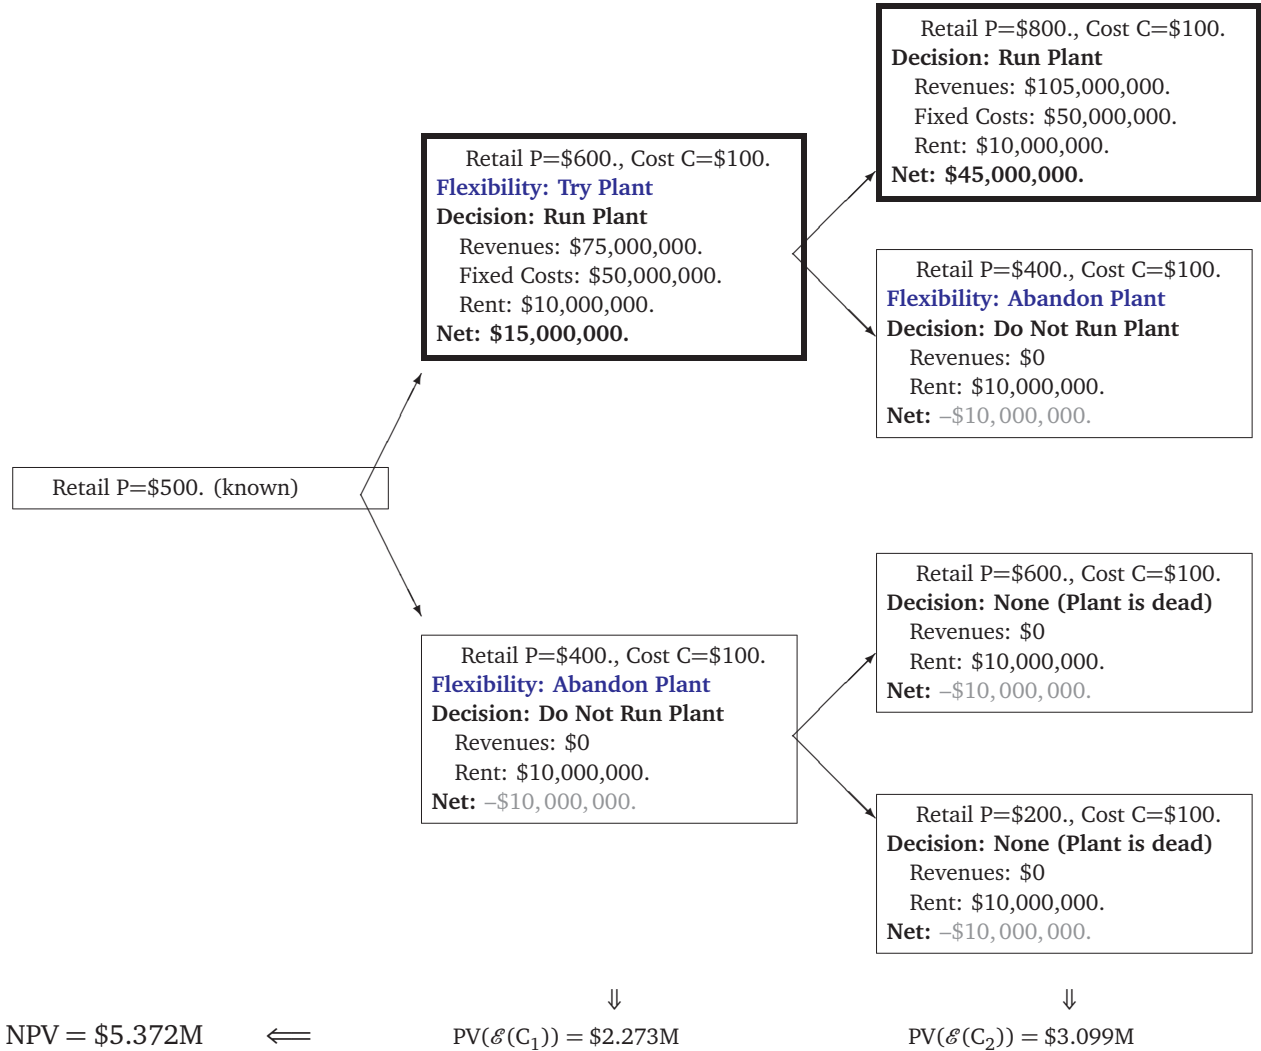 Retail P=$800., Cost C=$100.
Decision: Run Plant
Revenues: $105,000,000.
Fixed Costs: $50,000,000.
Rent: $10,000,000.
Net: $45,000,000.
Retail P=$600., Cost C=$100.
Flexibility: Try Plant
Decision: Run Plant
Revenues: $75,000,000.
Fixed Costs: $50,000,000.
Rent: $10,000,000.
Net: $15,000,000.
Retail P=$400., Cost C=$100.
Flexibility: Abandon Plant
Decision: Do Not Run Plant
Revenues: $0
Rent: $10,000,000.
Net: –$10,000,000.
Retail P=$500. (known)
Retail P=$600., Cost C=$100.
Decision: None (Plant is dead)
Revenues: $0
Rent: $10,000,000.
Net: –$10,000,000.
Retail P=$400., Cost C=$100.
Flexibility: Abandon Plant
Decision: Do Not Run Plant
Revenues: $0
Rent: $10,000,000.
Net: –$10,000,000.
Retail P=$200., Cost C=$100.
Decision: None (Plant is dead)
Revenues: $0
Rent: $10,000,000.
Net: –$10,000,000.
⇓ ⇓
NPV = $5.372M ⟸ PV(ℰ(C₁)) = $2.273M PV(ℰ(C₂)) = $3.099M